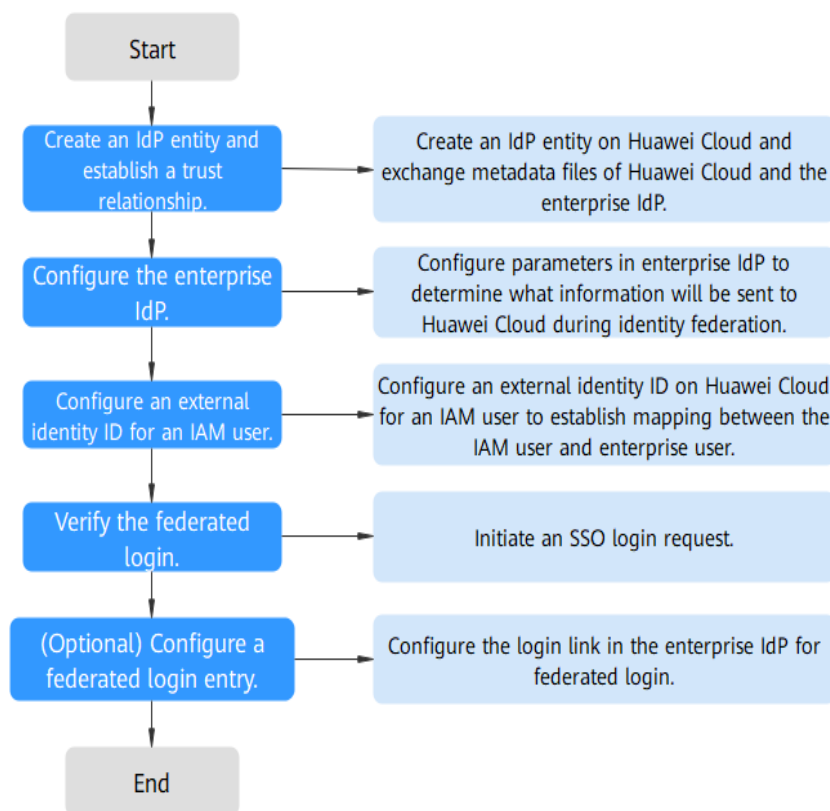 Start
Create an IdP entity and
establish a trust
relationship.
Create an IdP entity on Huawei Cloud and
exchange metadata files of Huawei Cloud and the
enterprise IdP.
Configure the enterprise
IdP.
Configure parameters in enterprise IdP to
determine what information will be sent to
Huawei Cloud during identity federation.
Configure an external
identity ID for an IAM user.
Configure an external identity ID on Huawei Cloud
for an IAM user to establish mapping between the
IAM user and enterprise user.
Verify the federated
login.
Initiate an SSO login request.
(Optional) Configure a
federated login entry.
Configure the login link in the enterprise IdP for
federated login.
End